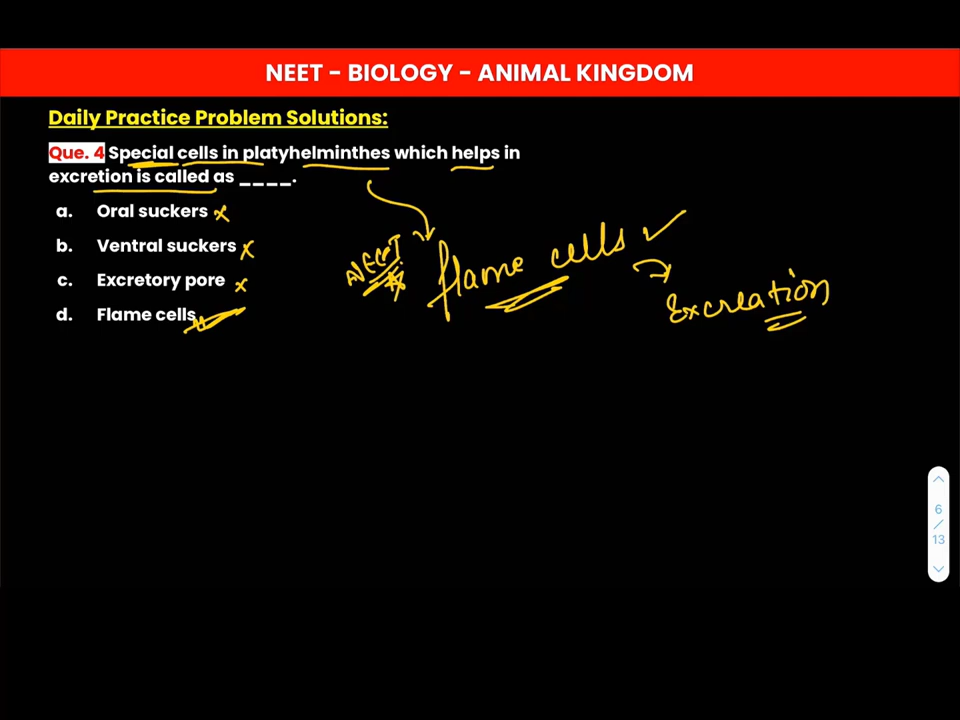 NEET - BIOLOGY - ANIMAL KINGDOM
Daily Practice Problem Solutions:
Que. 4 Special cells in platyhelminthes which helps in
excretion is called as ____.
a. Oral suckers x
b. Ventral suckers x
c. Excretory pore x
d. Flame cells
NEET
flame cells ✓
Excreation
6
/
13